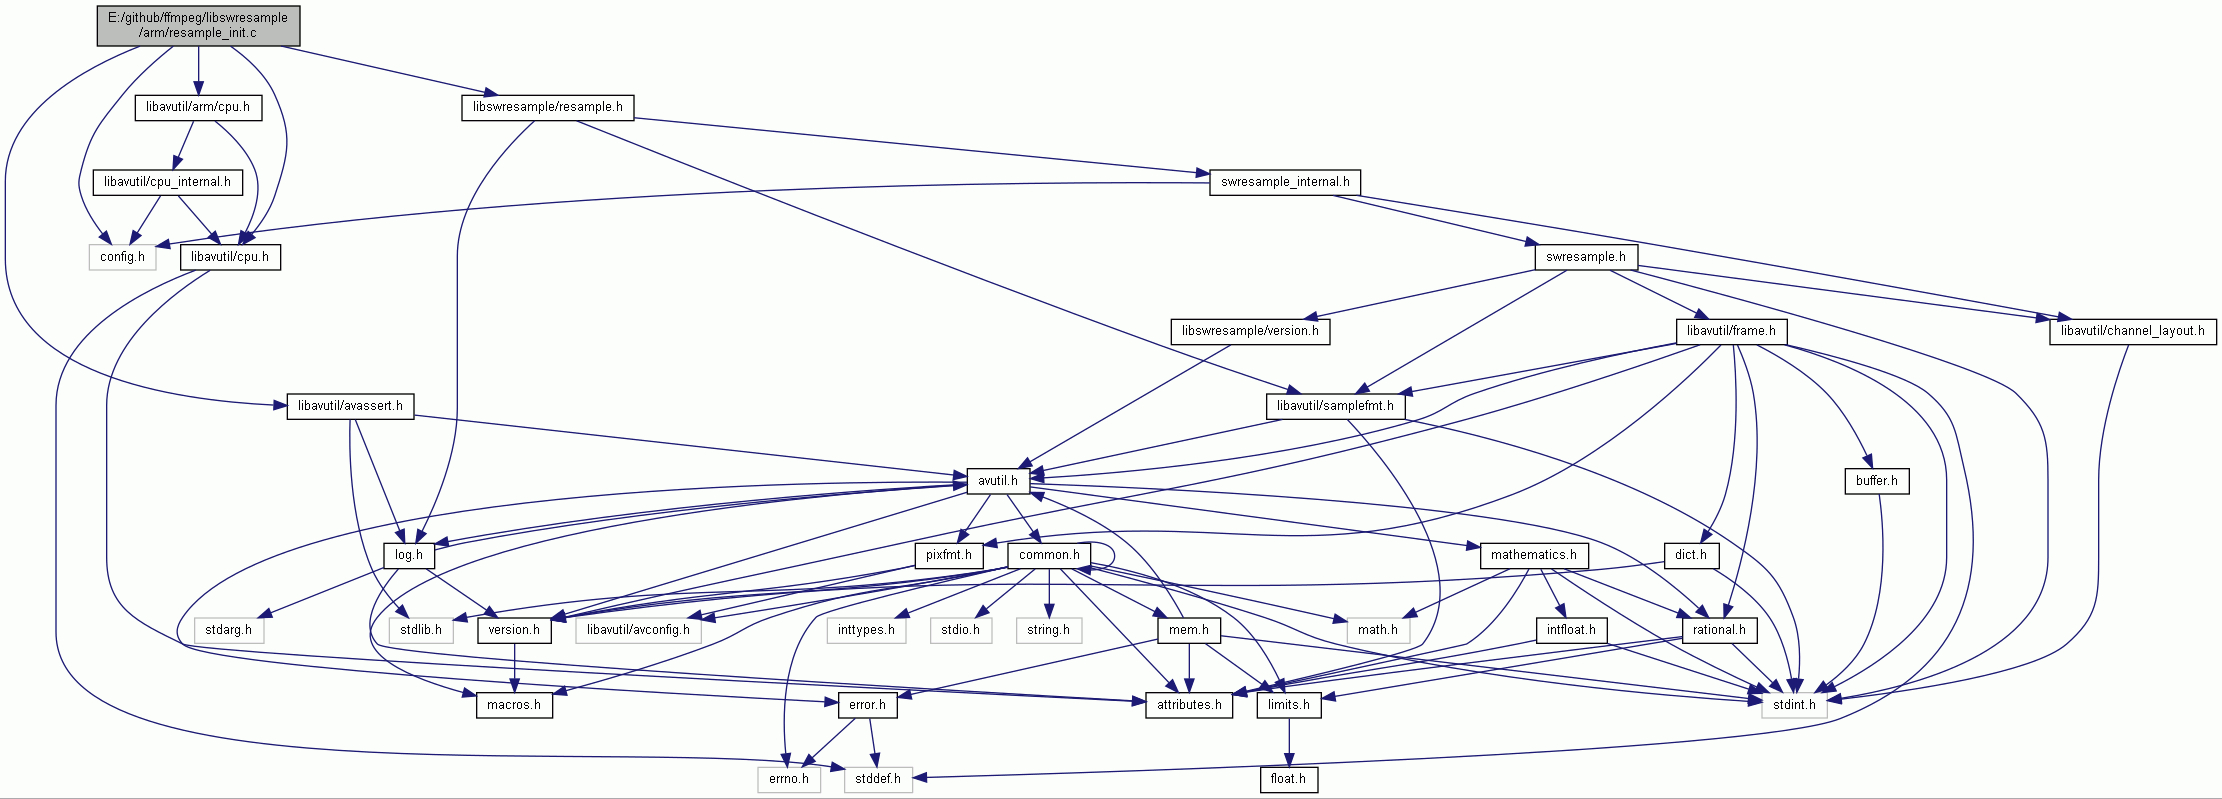 E:/github/ffmpeg/libswresample
/arm/resample_init.c
libavutil/arm/cpu.h
libswresample/resample.h
libavutil/cpu_internal.h
swresample_internal.h
config.h
libavutil/cpu.h
swresample.h
libswresample/version.h
libavutil/frame.h
libavutil/channel_layout.h
libavutil/avassert.h
libavutil/samplefmt.h
avutil.h
buffer.h
log.h
pixfmt.h
common.h
mathematics.h
dict.h
stdarg.h
stdlib.h
version.h
libavutil/avconfig.h
inttypes.h
stdio.h
string.h
mem.h
math.h
intfloat.h
rational.h
macros.h
error.h
attributes.h
limits.h
stdint.h
errno.h
stddef.h
float.h